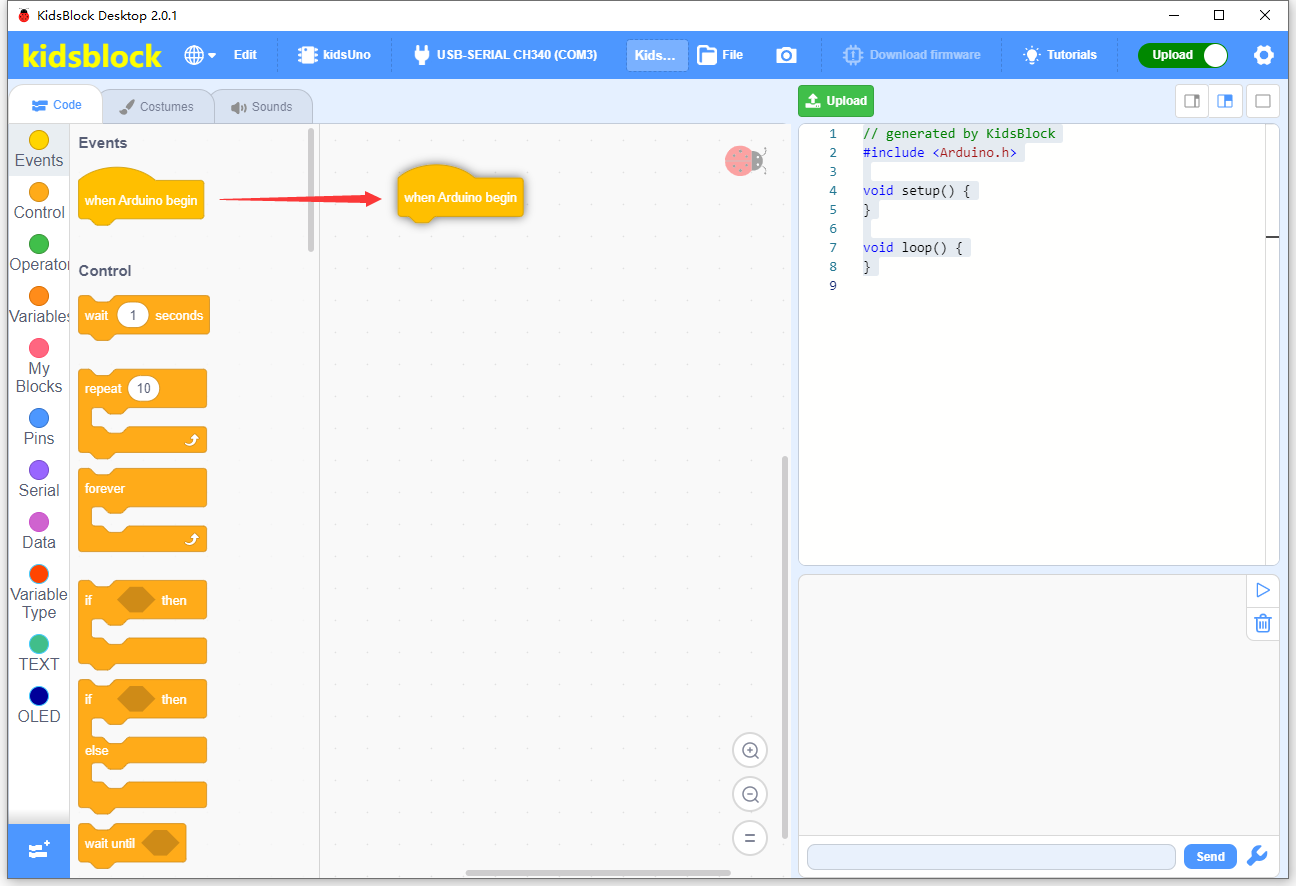 KidsBlock Desktop 2.0.1
kidsblock
Edit
kidsUno
USB-SERIAL CH340 (COM3)
Kids...
File
Download firmware
Tutorials
Upload
Code
Costumes
Sounds
Upload
Events
Control
Operator
Variables
My
Blocks
Pins
Serial
Data
Variable
Type
TEXT
OLED
Events
when Arduino begin
Control
wait 1 seconds
repeat 10
forever
if then
if then
else
wait until
when Arduino begin
1 // generated by KidsBlock
2 #include <Arduino.h>
3
4 void setup() {
5 }
6
7 void loop() {
8 }
9
Send